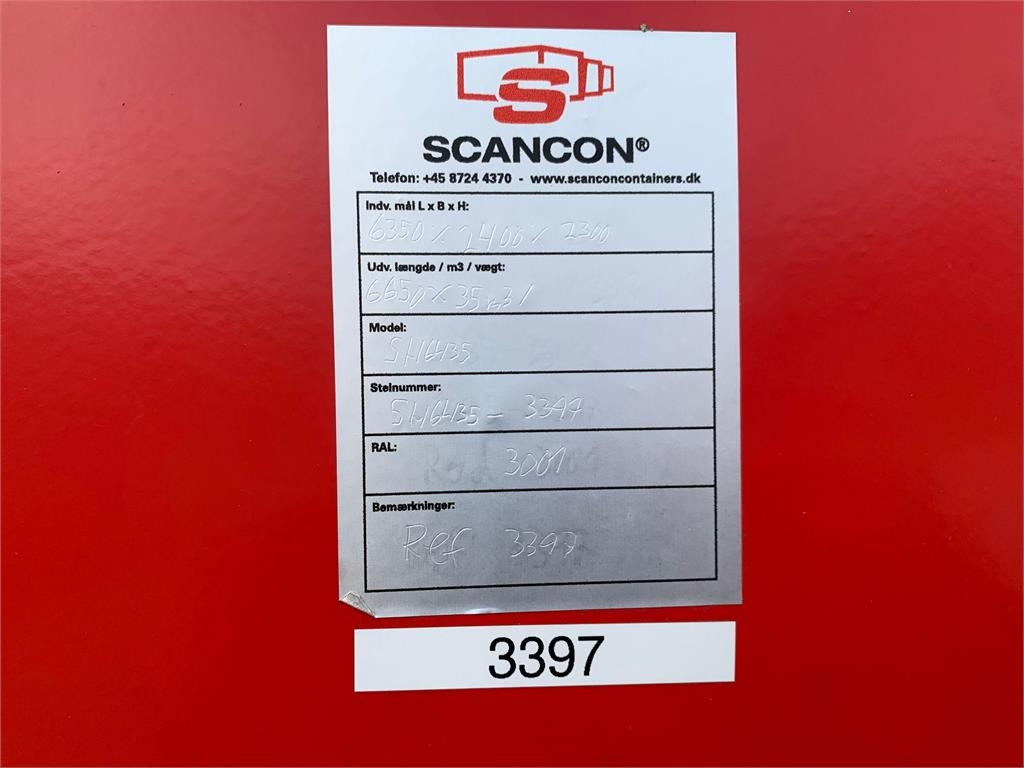 S
SCANCON®
Telefon: +45 8724 4370 - www.scanconcontainers.dk
Indv. mål L x B x H:
6350 x 2400 x 2300
Udv. længde / m3 / vægt:
6650 x 35 m3 /
Model:
SH6435
Stelnummer:
SH6435 - 3397
RAL:
3001
Bemærkninger:
Ref 3397
3397